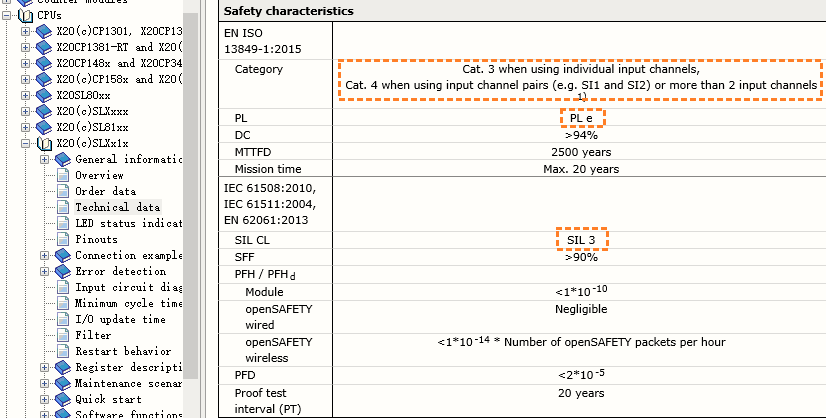 Counter modules
CPUs
X20(c)CP1301, X20CP13
X20CP1381-RT and X20(
X20CP148x and X20CP34
X20(c)CP158x and X20(
X20SL80xx
X20(c)SLXxxx
X20(c)SL81xx
X20(c)SLXx1x
General informatic
Overview
Order data
Technical data
LED status indicat
Pinouts
Connection example
Error detection
Input circuit diag
Minimum cycle time
I/O update time
Filter
Restart behavior
Register descripti
Maintenance scenar
Quick start
Software functions
Safety characteristics
EN ISO
13849-1:2015
Category
Cat. 3 when using individual input channels,
Cat. 4 when using input channel pairs (e.g. SI1 and SI2) or more than 2 input channels
1)
PL
PL e
DC
>94%
MTTFD
2500 years
Mission time
Max. 20 years
IEC 61508:2010,
IEC 61511:2004,
EN 62061:2013
SIL CL
SIL 3
SFF
>90%
PFH / PFHd
Module
<1*10-10
openSAFETY
wired
Negligible
openSAFETY
wireless
<1*10-14 * Number of openSAFETY packets per hour
PFD
<2*10-5
Proof test
interval (PT)
20 years